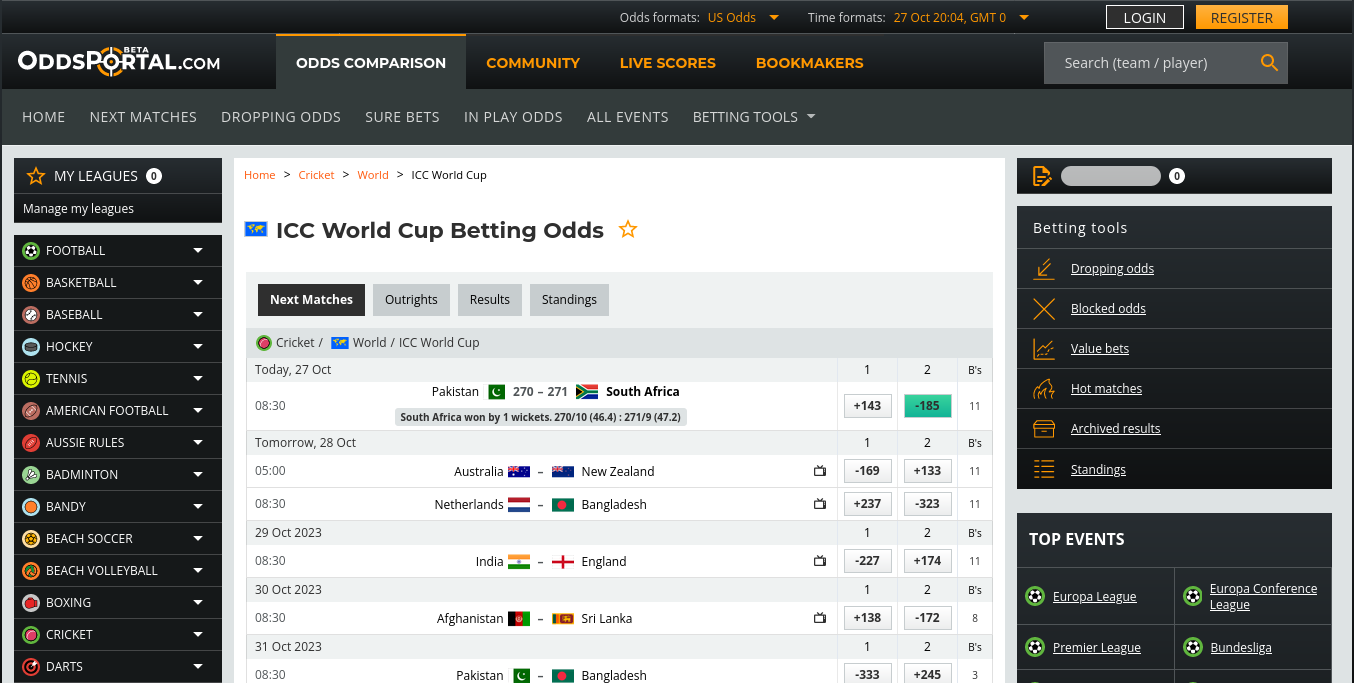 Odds formats: US Odds Time formats: 27 Oct 20:04, GMT 0 LOGIN REGISTER
ODDSPORTAL.COM BETA ODDS COMPARISON COMMUNITY LIVE SCORES BOOKMAKERS Search (team / player)
HOME NEXT MATCHES DROPPING ODDS SURE BETS IN PLAY ODDS ALL EVENTS BETTING TOOLS
MY LEAGUES 0
Manage my leagues
FOOTBALL
BASKETBALL
BASEBALL
HOCKEY
TENNIS
AMERICAN FOOTBALL
AUSSIE RULES
BADMINTON
BANDY
BEACH SOCCER
BEACH VOLLEYBALL
BOXING
CRICKET
DARTS
Home > Cricket > World > ICC World Cup
ICC World Cup Betting Odds
Next Matches Outrights Results Standings
Cricket / World / ICC World Cup
Today, 27 Oct 1 2 B's
08:30 Pakistan 270 – 271 South Africa +143 -185 11
South Africa won by 1 wickets. 270/10 (46.4) : 271/9 (47.2)
Tomorrow, 28 Oct 1 2 B's
05:00 Australia – New Zealand -169 +133 11
08:30 Netherlands – Bangladesh +237 -323 11
29 Oct 2023 1 2 B's
08:30 India – England -227 +174 11
30 Oct 2023 1 2 B's
08:30 Afghanistan – Sri Lanka +138 -172 8
31 Oct 2023 1 2 B's
08:30 Pakistan – Bangladesh -333 +245 3
0
Betting tools
Dropping odds
Blocked odds
Value bets
Hot matches
Archived results
Standings
TOP EVENTS
Europa League
Europa Conference
League
Premier League
Bundesliga